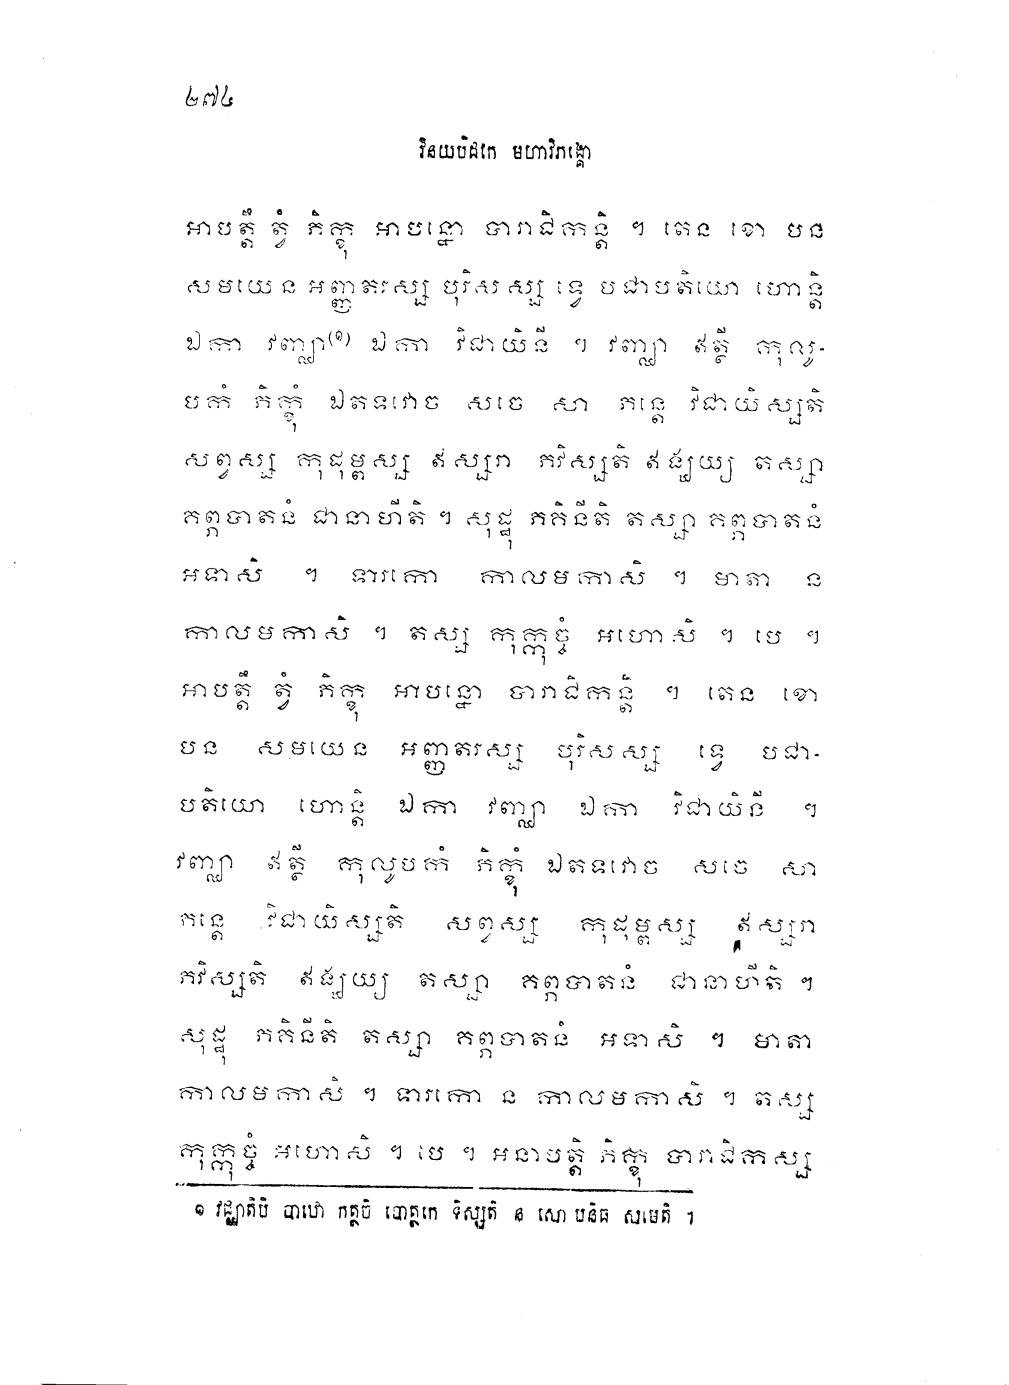 ២៧៤
វិនយបិដកេ មហាវិភង្គោ
អាបត្តឹ ត្វំ ភិក្ខុ អាបន្នោ បារាជិកន្តិ ។ តេន ខោ បន
សមយេន អញ្ញតរស្ស បុរិសស្ស ទ្វេ បជាបតិយោ ហោន្តិ
ឯកា វញ្ឈា(១) ឯកា វិជាយិនី ។ វញ្ឈា ឥត្ថី កុលូ-
បកំ ភិក្ខុំ ឯតទវោច សចេ សា ភន្តេ វិជាយិស្សតិ
សព្វស្ស កុដុម្ពស្ស ឥស្សរា ភវិស្សតិ ឥង្ឃយ្យ តស្សា
គព្ភបាតនំ ជានាហីតិ ។ សុដ្ឋុ ភគិនីតិ តស្សា គព្ភបាតនំ
អទាសិ ។ ទារកោ កាលមកាសិ ។ មាតា ន
កាលមកាសិ ។ តស្ស កុក្កុច្ចំ អហោសិ ។ បេ ។
អាបត្តឹ ត្វំ ភិក្ខុ អាបន្នោ បារាជិកន្តិ ។ តេន ខោ
បន សមយេន អញ្ញតរស្ស បុរិសស្ស ទ្វេ បជា-
បតិយោ ហោន្តិ ឯកា វញ្ឈា ឯកា វិជាយិនី ។
វញ្ឈា ឥត្ថី កុលូបកំ ភិក្ខុំ ឯតទវោច សចេ សា
ភន្តេ វិជាយិស្សតិ សព្វស្ស កុដុម្ពស្ស ឥស្សរា
ភវិស្សតិ ឥង្ឃយ្យ តស្សា គព្ភបាតនំ ជានាហីតិ ។
សុដ្ឋុ ភគិនីតិ តស្សា គព្ភបាតនំ អទាសិ ។ មាតា
កាលមកាសិ ។ ទារកោ ន កាលមកាសិ ។ តស្ស
កុក្កុច្ចំ អហោសិ ។ បេ ។ អនាបត្តិ ភិក្ខុ បារាជិកស្ស
១ វដ្ឍាតិបិ បាឋោ កត្ថចិ បោត្ថកេ ទិស្សតិ ន សោ បនិធ សមេតិ ។